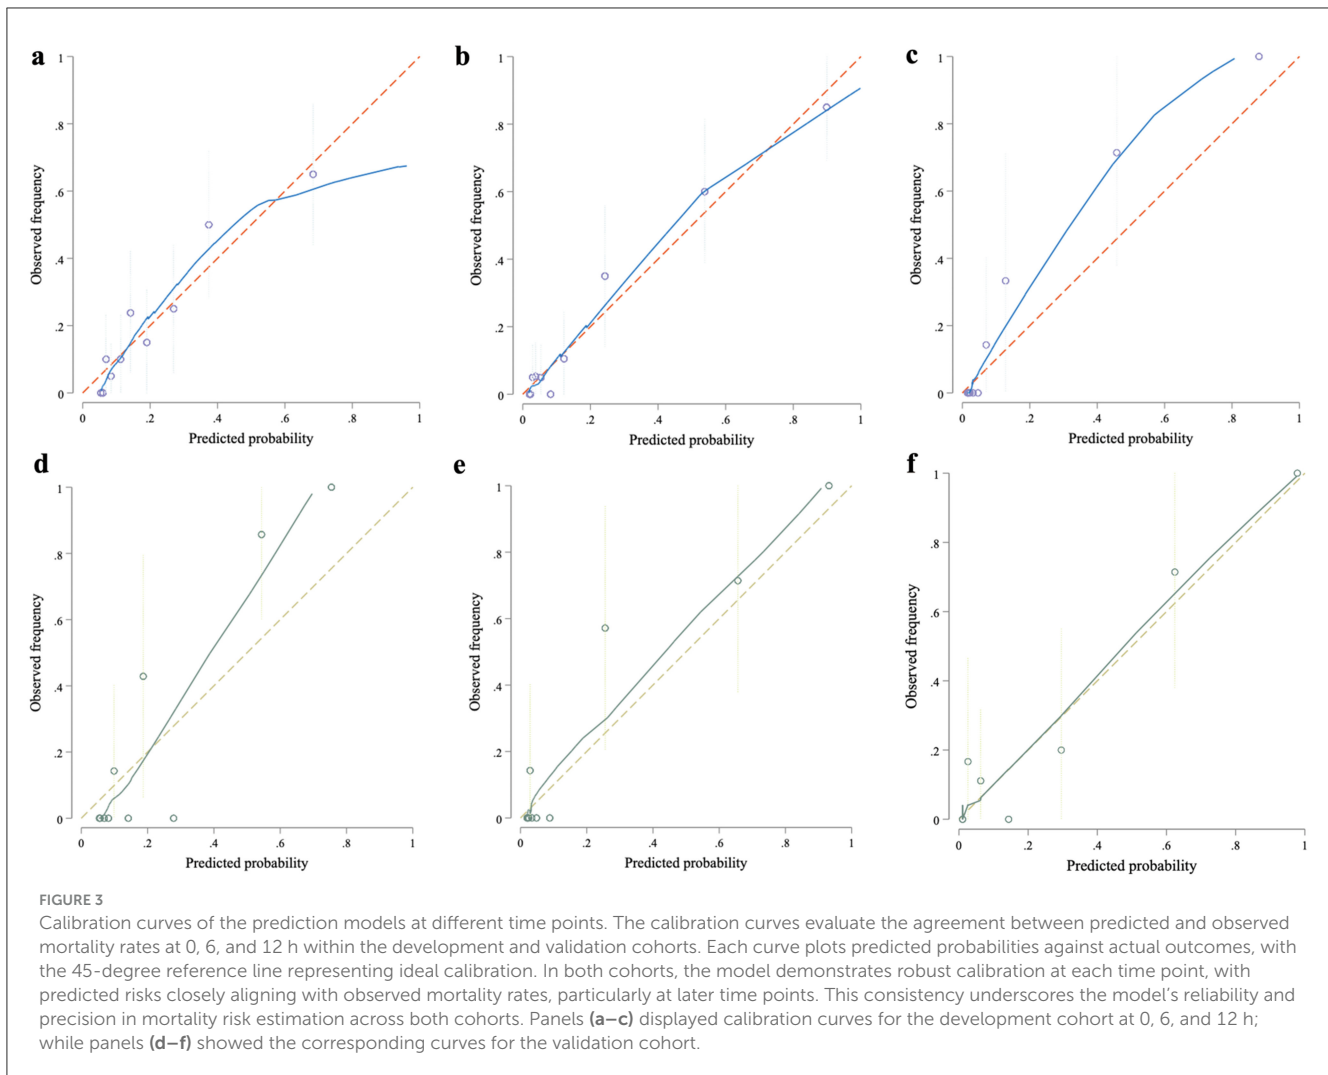 a
b
c
1
.8
.6
.4
.2
0
Observed frequency
0
.2
.4
.6
.8
1
Predicted probability
1
.8
.6
.4
.2
0
Observed frequency
0
.2
.4
.6
.8
1
Predicted probability
1
.8
.6
.4
.2
0
Observed frequency
0
.2
.4
.6
.8
1
Predicted probability
d
e
f
1
.8
.6
.4
.2
0
Observed frequency
0
.2
.4
.6
.8
1
Predicted probability
1
.8
.6
.4
.2
0
Observed frequency
0
.2
.4
.6
.8
1
Predicted probability
1
.8
.6
.4
.2
0
Observed frequency
0
.2
.4
.6
.8
1
Predicted probability
FIGURE 3
Calibration curves of the prediction models at different time points. The calibration curves evaluate the agreement between predicted and observed
mortality rates at 0, 6, and 12 h within the development and validation cohorts. Each curve plots predicted probabilities against actual outcomes, with
the 45-degree reference line representing ideal calibration. In both cohorts, the model demonstrates robust calibration at each time point, with
predicted risks closely aligning with observed mortality rates, particularly at later time points. This consistency underscores the model's reliability and
precision in mortality risk estimation across both cohorts. Panels (a–c) displayed calibration curves for the development cohort at 0, 6, and 12 h;
while panels (d–f) showed the corresponding curves for the validation cohort.